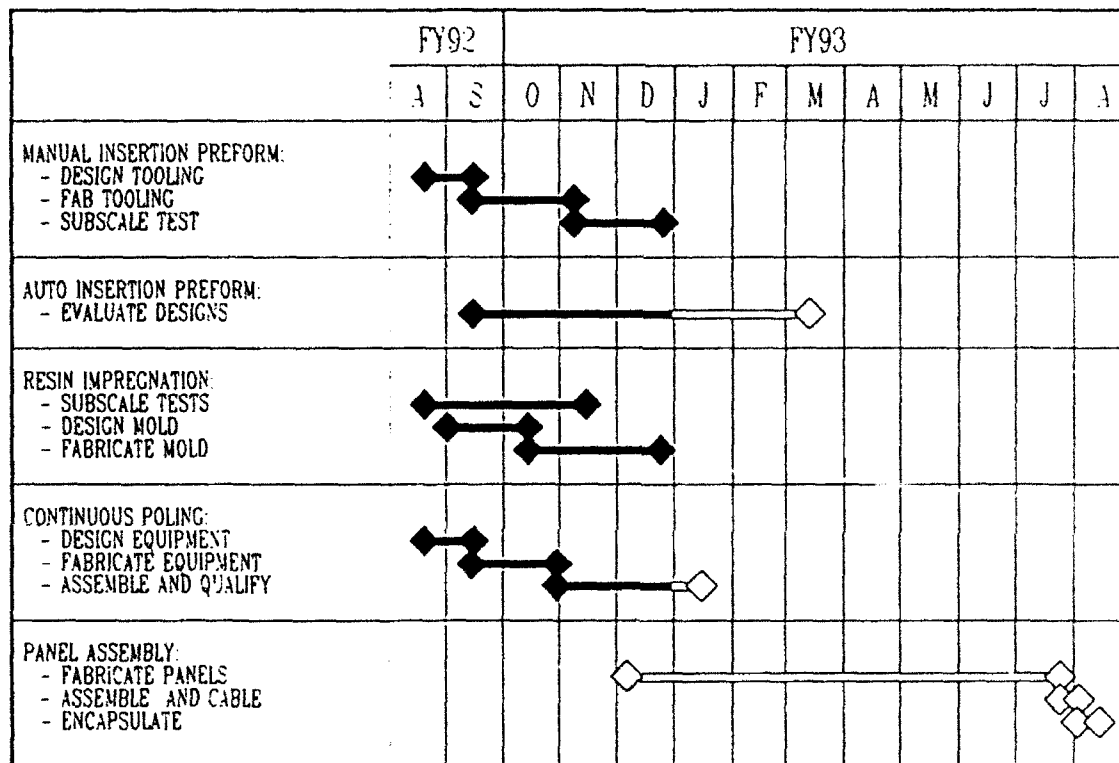 FY92 FY93
A S O N D J F M A M J J A
MANUAL INSERTION PREFORM:
- DESIGN TOOLING
- FAB TOOLING
- SUBSCALE TEST
AUTO INSERTION PREFORM:
- EVALUATE DESIGNS
RESIN IMPREGNATION:
- SUBSCALE TESTS
- DESIGN MOLD
- FABRICATE MOLD
CONTINUOUS POLING:
- DESIGN EQUIPMENT
- FABRICATE EQUIPMENT
- ASSEMBLE AND QUALIFY
PANEL ASSEMBLY:
- FABRICATE PANELS
- ASSEMBLE AND CABLE
- ENCAPSULATE